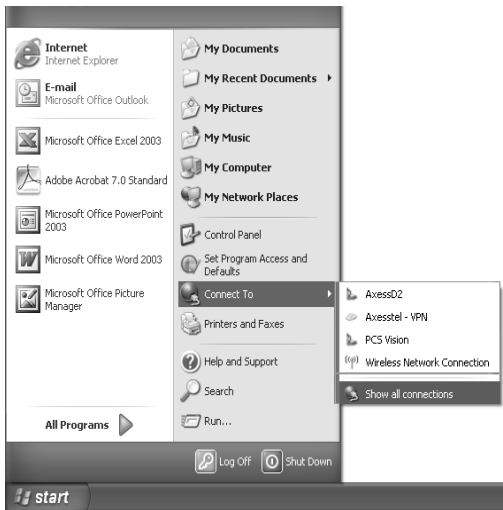 Internet
Internet Explorer
E-mail
Microsoft Office Outlook
Microsoft Office Excel 2003
Adobe Acrobat 7.0 Standard
Microsoft Office PowerPoint
2003
Microsoft Office Word 2003
Microsoft Office Picture
Manager
All Programs
My Documents
My Recent Documents
My Pictures
My Music
My Computer
My Network Places
Control Panel
Set Program Access and
Defaults
Connect To
Printers and Faxes
Help and Support
Search
Run...
AxessD2
Axesstel - VPN
PCS Vision
Wireless Network Connection
Show all connections
Log Off
Shut Down
start